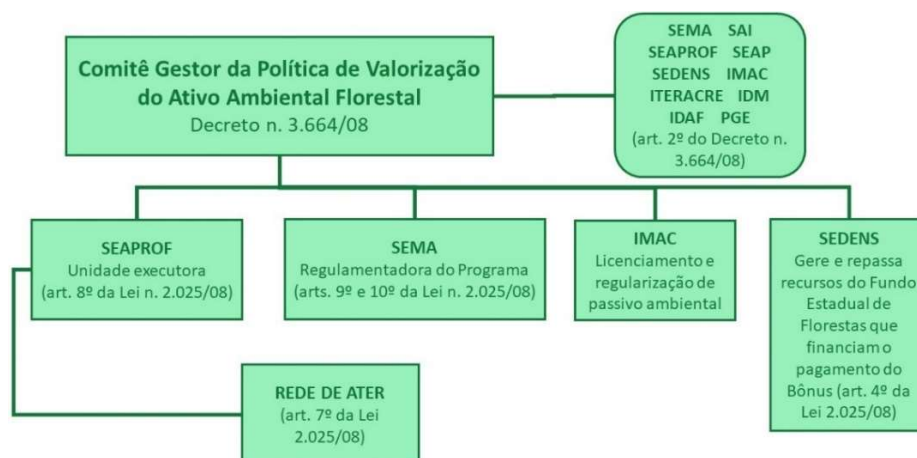 Comitê Gestor da Política de Valorização
do Ativo Ambiental Florestal
Decreto n. 3.664/08
SEMA SAI
SEAPROF SEAP
SEDENS IMAC
ITERACRE IDM
IDAF PGE
(art. 2º do Decreto n.
3.664/08)
SEAPROF
Unidade executora
(art. 8º da Lei n. 2.025/08)
SEMA
Regulamentadora do Programa
(arts. 9º e 10º da Lei n. 2.025/08)
IMAC
Licenciamento e
regularização de
passivo ambiental
SEDENS
Gere e repassa
recursos do Fundo
Estadual de
Florestas que
financiam o
pagamento do
Bônus (art. 4º da
Lei 2.025/08)
REDE DE ATER
(art. 7º da Lei
2.025/08)